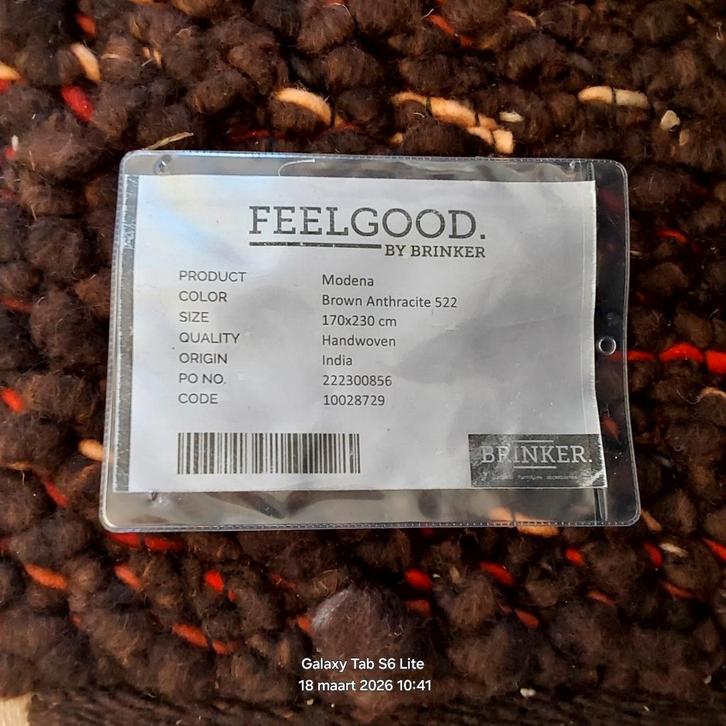 FEELGOOD.
BY BRINKER
PRODUCT Modena
COLOR Brown Anthracite 522
SIZE 170x230 cm
QUALITY Handwoven
ORIGIN India
PO NO. 222300856
CODE 10028729
BRINKER.
Galaxy Tab S6 Lite
18 maart 2026 10:41